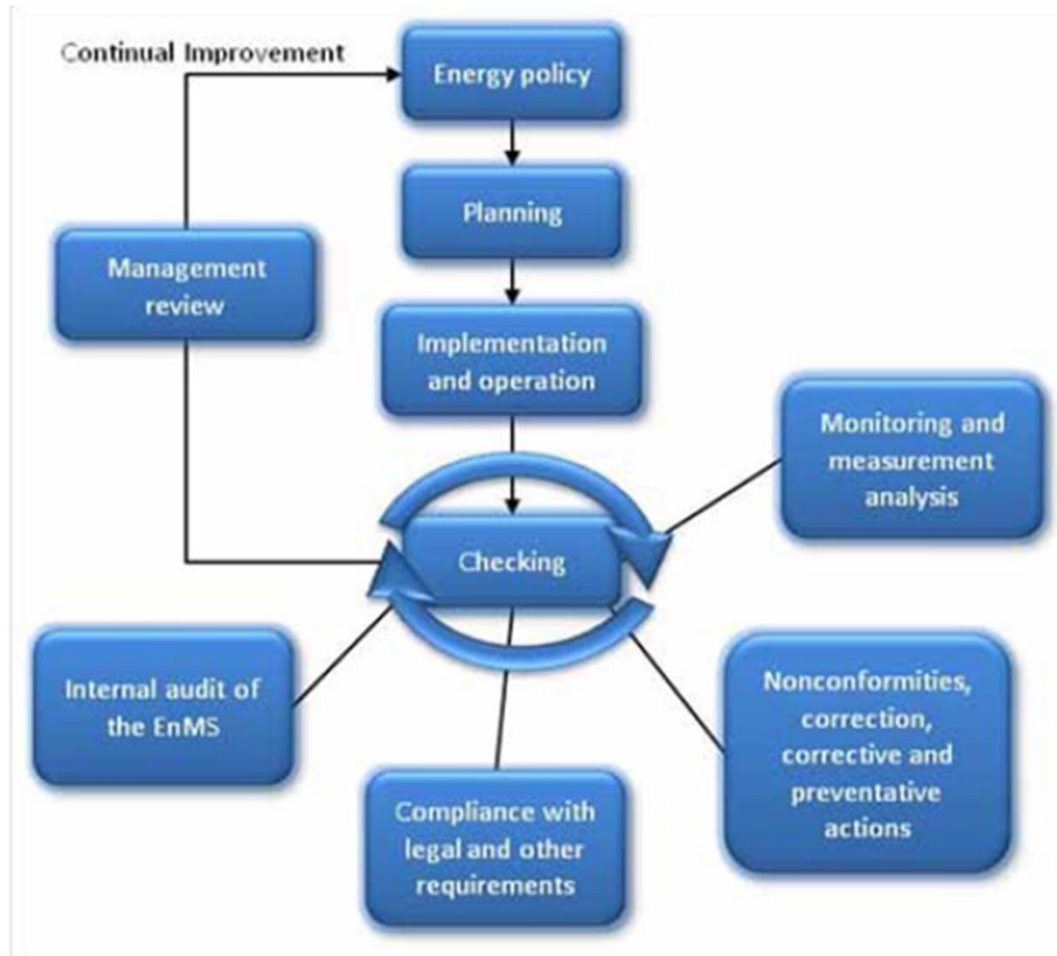 Continual Improvement
Energy policy
Planning
Management
review
Implementation
and operation
Monitoring and
measurement
analysis
Checking
Internal audit of
the EnMS
Nonconformities,
correction,
corrective and
preventative
actions
Compliance with
legal and other
requirements